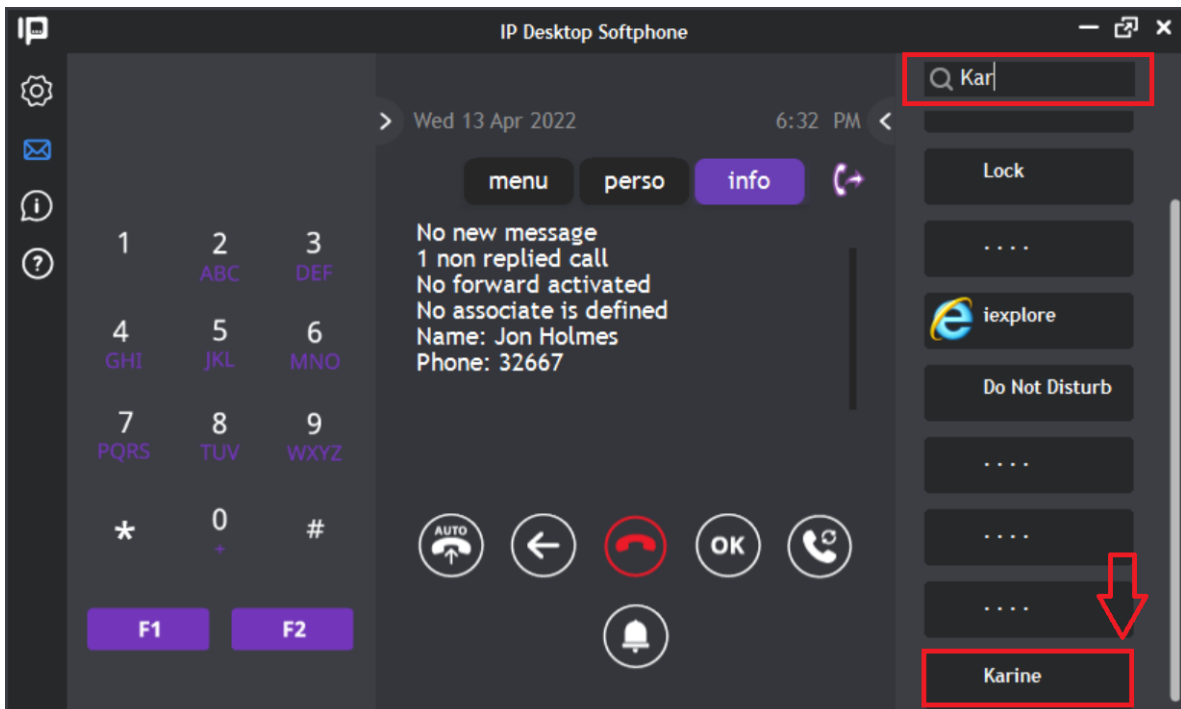 IP
IP Desktop Softphone
Kar
Wed 13 Apr 2022 6:32 PM
menu perso info
No new message
1 non replied call
No forward activated
No associate is defined
Name: Jon Holmes
Phone: 32667
1 2 3
ABC DEF
4 5 6
GHI JKL MNO
7 8 9
PQRS TUV WXYZ
* 0 #
+
F1 F2
AUTO
OK
Lock
. . . .
iexplore
Do Not Disturb
. . . .
. . . .
. . . .
Karine